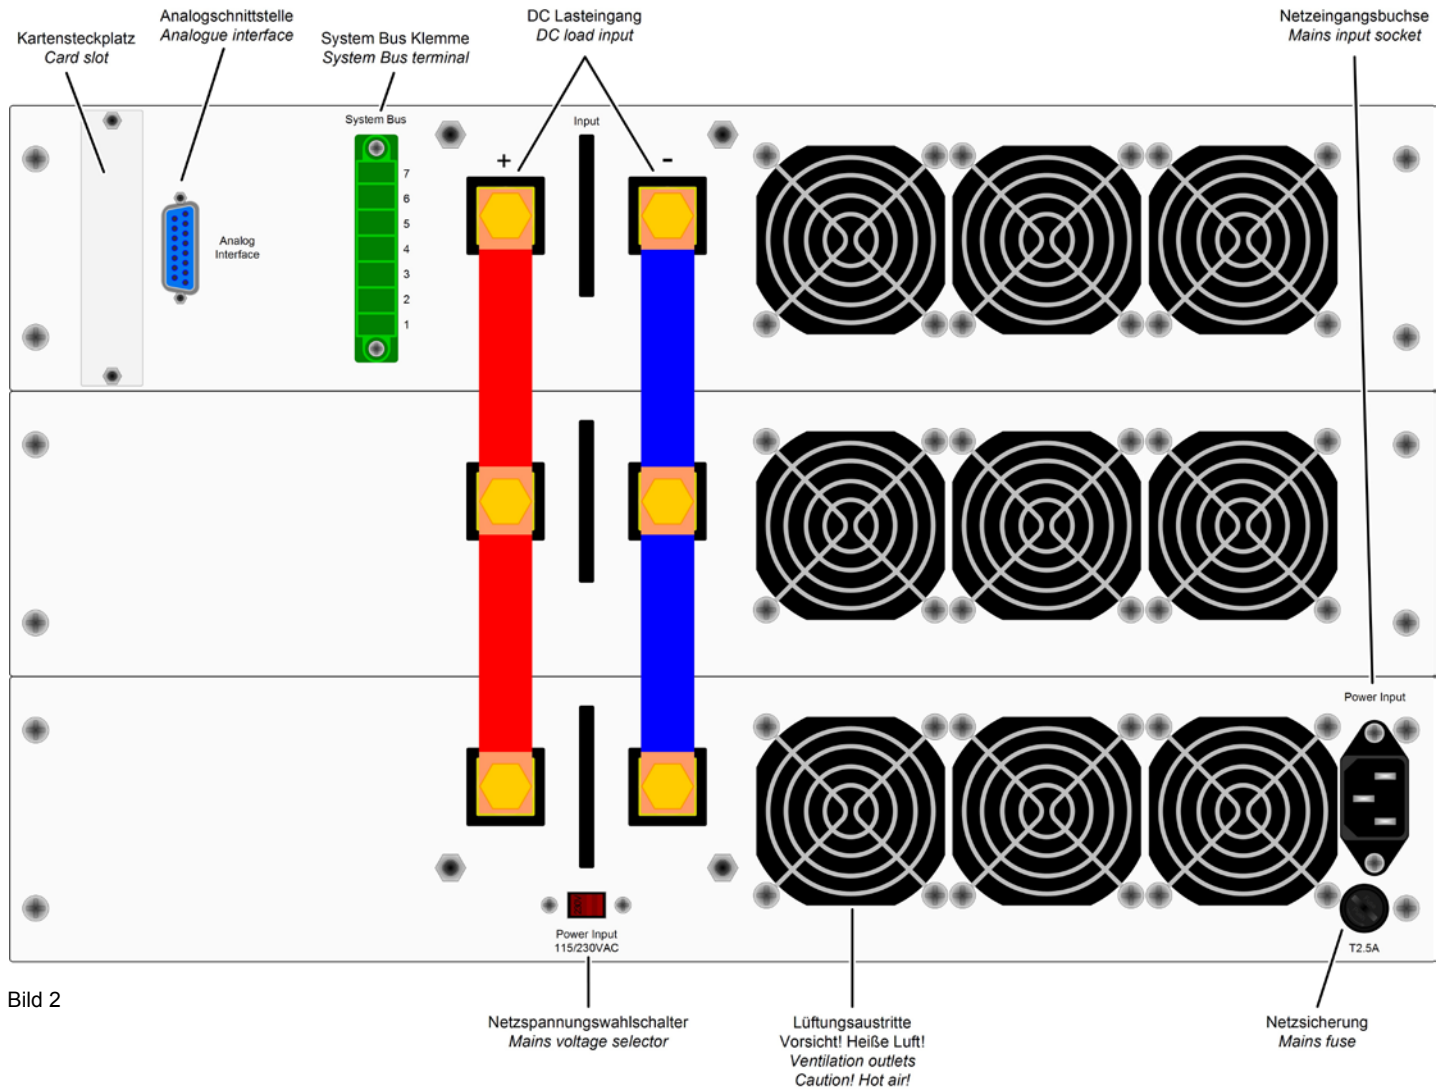 Kartensteckplatz
Card slot
Analogschnittstelle
Analogue interface
System Bus Klemme
System Bus terminal
DC Lasteingang
DC load input
Netzeingangsbuchse
Mains input socket
System Bus
Input
+
-
7
6
5
4
3
2
1
Analog
Interface
Power Input
230V
Power Input
115/230VAC
T2.5A
Bild 2
Netzspannungswahlschalter
Mains voltage selector
Lüftungsaustritte
Vorsicht! Heiße Luft!
Ventilation outlets
Caution! Hot air!
Netzsicherung
Mains fuse